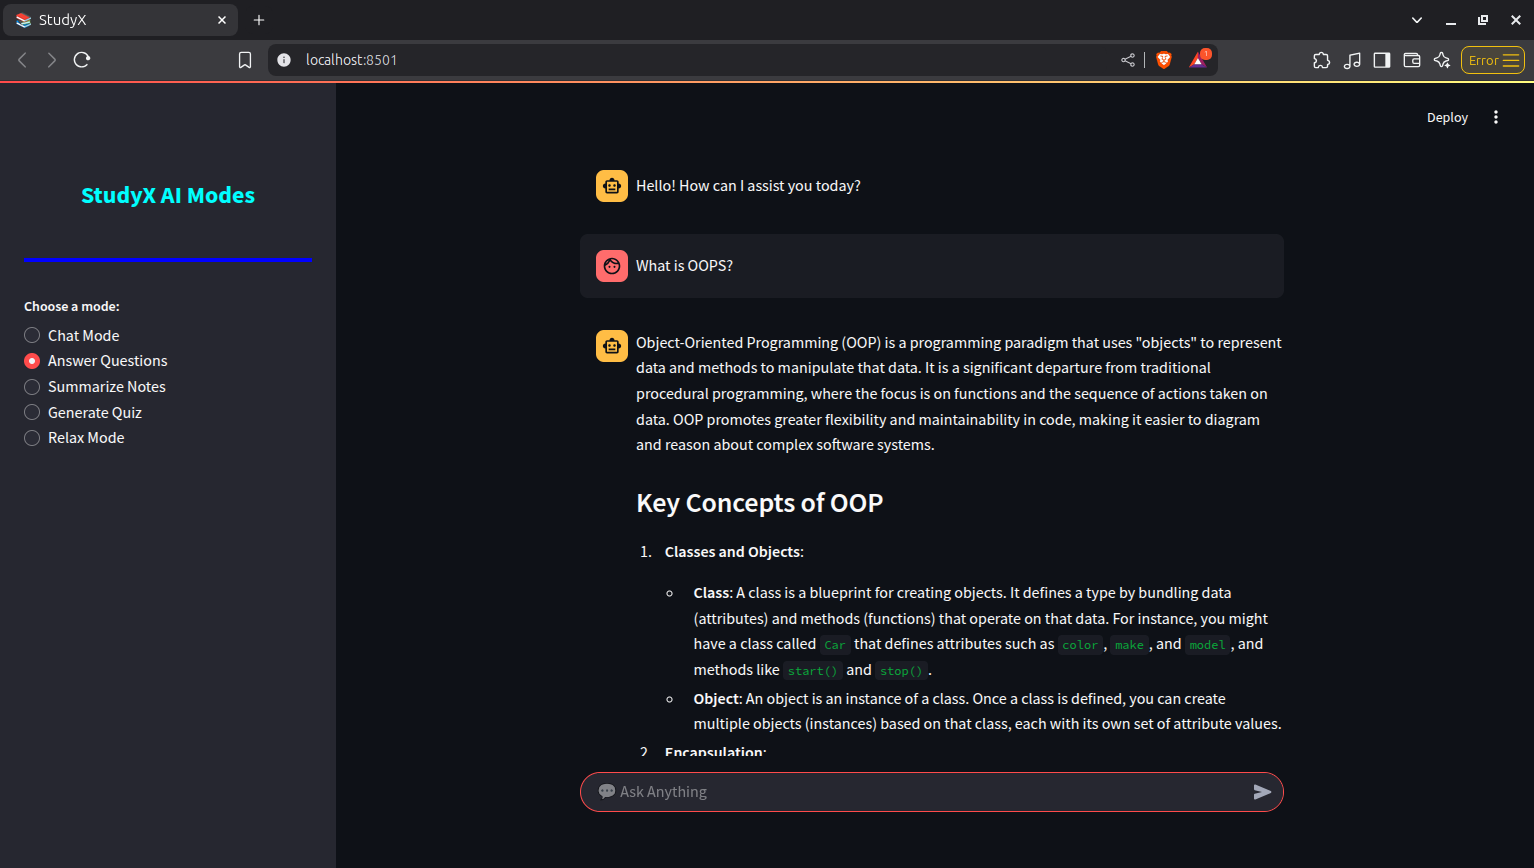 StudyX
localhost:8501
1
Error
Deploy
StudyX AI Modes
Choose a mode:
Chat Mode
Answer Questions
Summarize Notes
Generate Quiz
Relax Mode
Hello! How can I assist you today?
What is OOPS?
Object-Oriented Programming (OOP) is a programming paradigm that uses "objects" to represent
data and methods to manipulate that data. It is a significant departure from traditional
procedural programming, where the focus is on functions and the sequence of actions taken on
data. OOP promotes greater flexibility and maintainability in code, making it easier to diagram
and reason about complex software systems.
Key Concepts of OOP
1. Classes and Objects:
Class: A class is a blueprint for creating objects. It defines a type by bundling data
(attributes) and methods (functions) that operate on that data. For instance, you might
have a class called Car that defines attributes such as color, make, and model, and
methods like start() and stop().
Object: An object is an instance of a class. Once a class is defined, you can create
multiple objects (instances) based on that class, each with its own set of attribute values.
2. Encapsulation:
Ask Anything